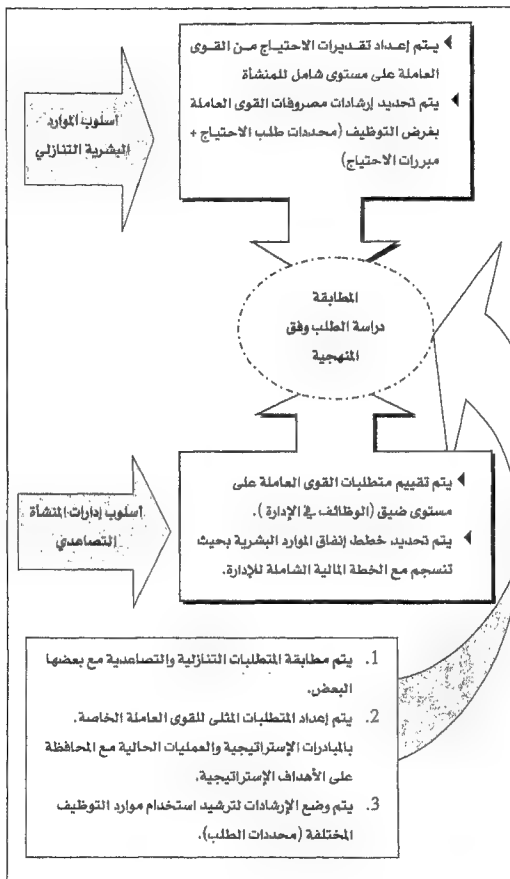 يتم إعداد تقديرات الاحتياج من القوى
العاملة على مستوى شامل للمنشأة
يتم تحديد إرشادات مصروفات القوى العاملة
بغرض التوظيف (محددات طلب الاحتياج +
مبررات الاحتياج)
أسلوب الموارد
البشرية التنازلي
المطابقة
دراسة الطلب وفق
المنهجية
يتم تقييم متطلبات القوى العاملة على
مستوى ضيق (الوظائف في الإدارة).
يتم تحديد خطط إنفاق الموارد البشرية بحيث
تنسجم مع الخطة المالية الشاملة للإدارة.
أسلوب إدارات المنشأة
التصاعدي
1. يتم مطابقة المتطلبات التنازلية والتصاعدية مع بعضها
البعض.
2. يتم إعداد المتطلبات المثلى للقوى العاملة الخاصة.
بالمبادرات الإستراتيجية والعمليات الحالية مع المحافظة
على الأهداف الإستراتيجية.
3. يتم وضع الإرشادات لترشيد استخدام موارد التوظيف
المختلفة (محددات الطلب).